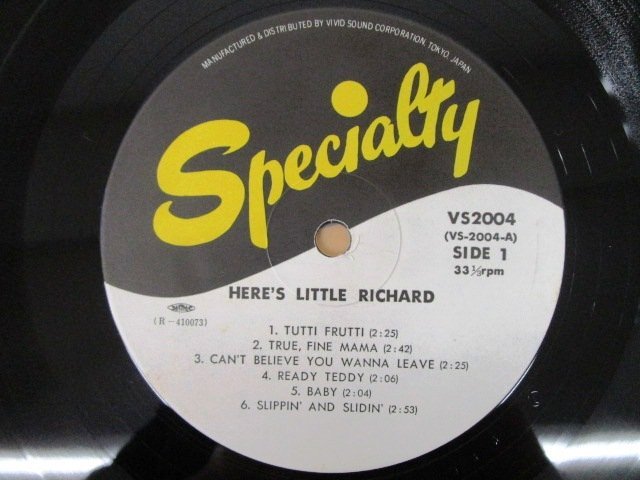 MANUFACTURED & DISTRIBUTED BY VIVID SOUND CORPORATION, TOKYO, JAPAN
Specialty
VS2004
(VS-2004-A)
SIDE 1
33 ⅓rpm
HERE'S LITTLE RICHARD
(R-410073)
1. TUTTI FRUTTI (2:25)
2. TRUE, FINE MAMA (2:42)
3. CAN'T BELIEVE YOU WANNA LEAVE (2:25)
4. READY TEDDY (2:06)
5. BABY (2:04)
6. SLIPPIN' AND SLIDIN' (2:53)